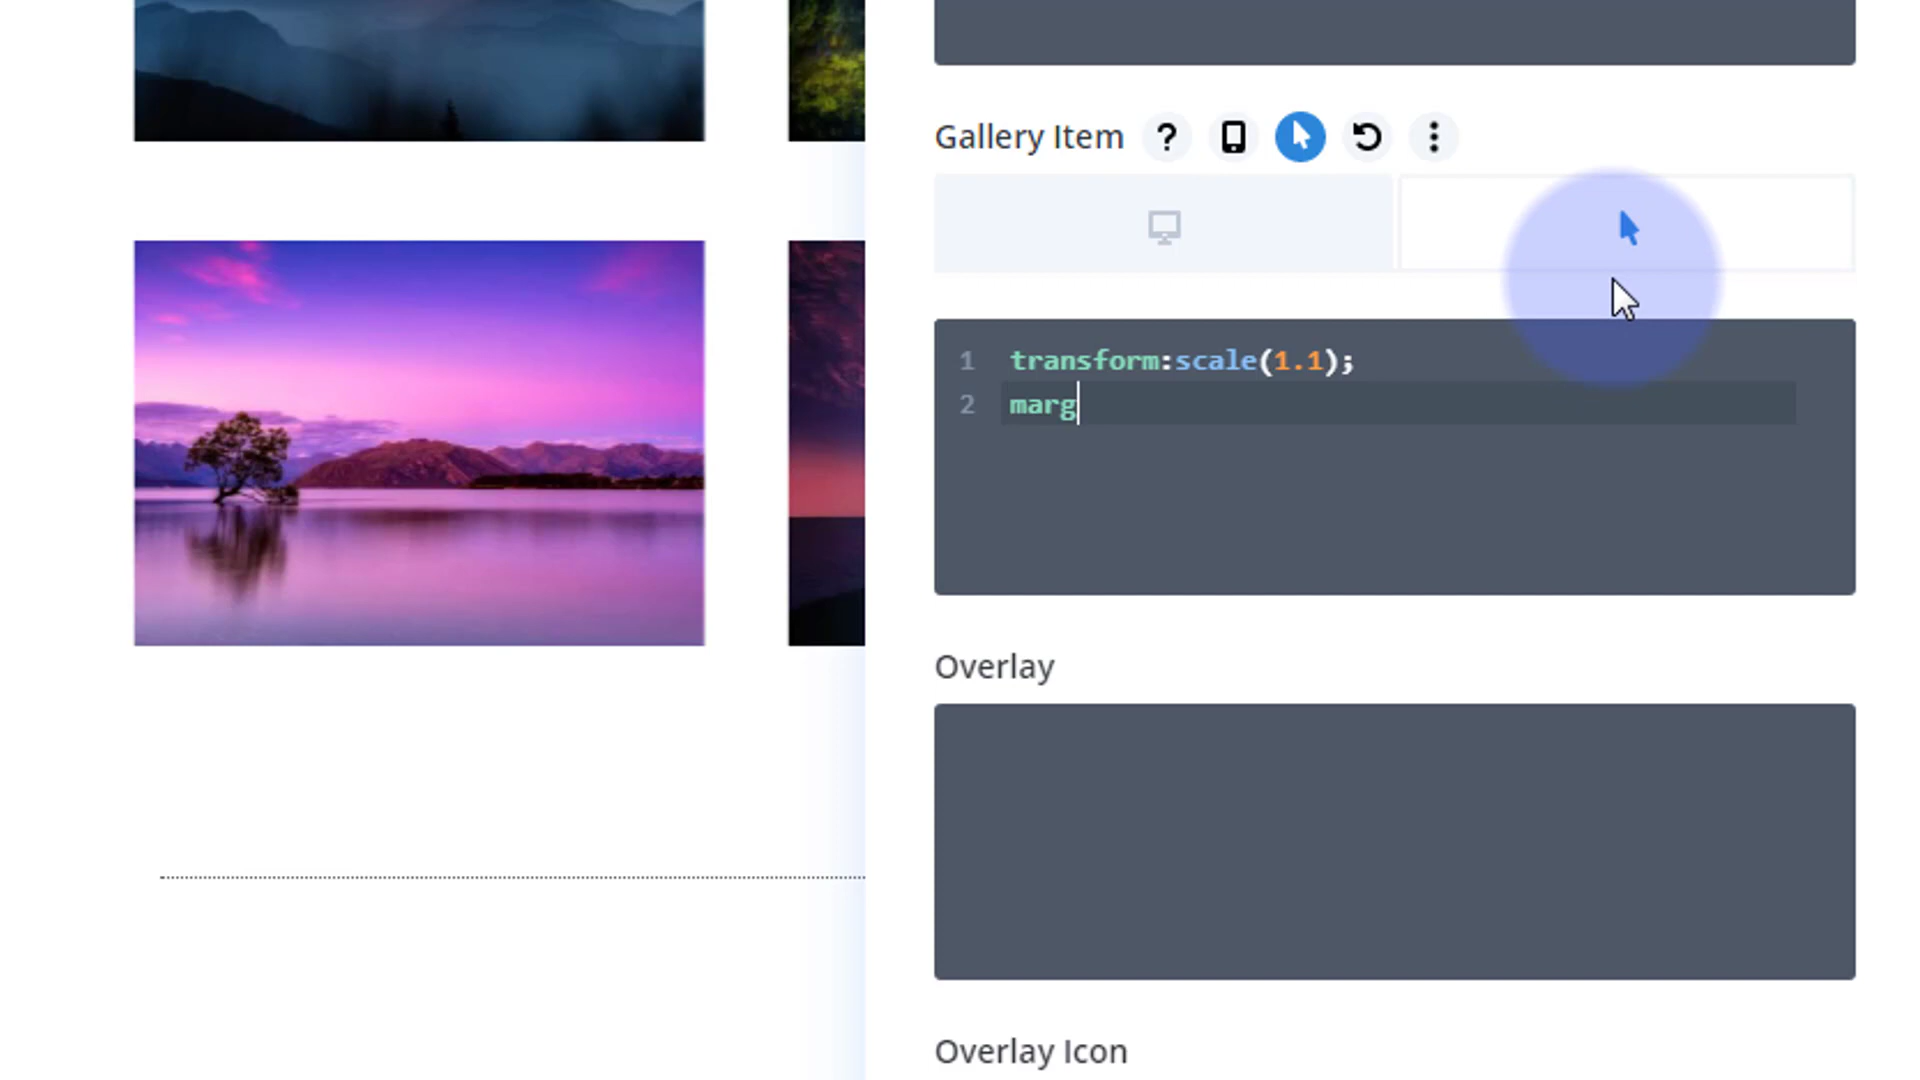 Gallery Item ?
1 transform:scale(1.1);
2 marg
Overlay
Overlay Icon